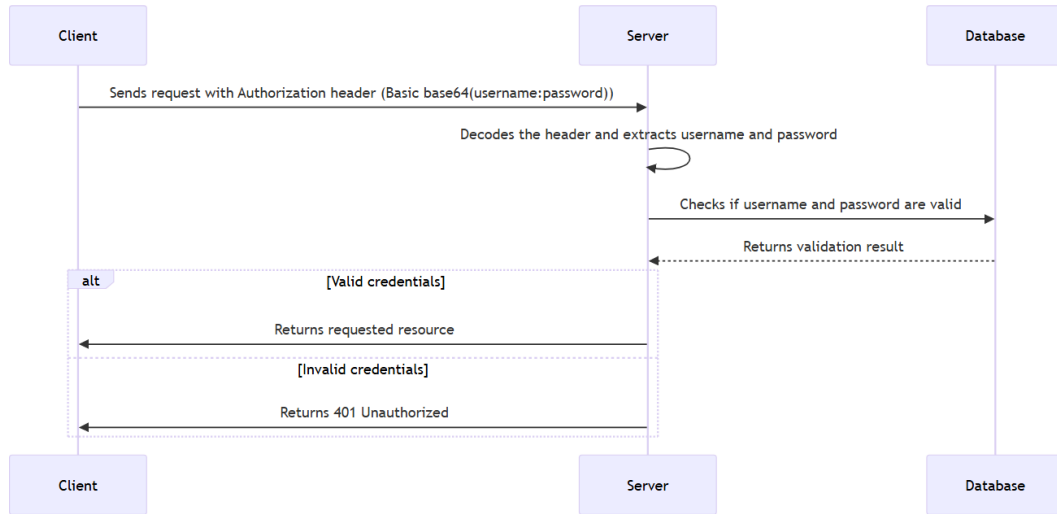 Client
Server
Database
Sends request with Authorization header (Basic base64(username:password))
Decodes the header and extracts username and password
Checks if username and password are valid
Returns validation result
alt
[Valid credentials]
Returns requested resource
[Invalid credentials]
Returns 401 Unauthorized
Client
Server
Database